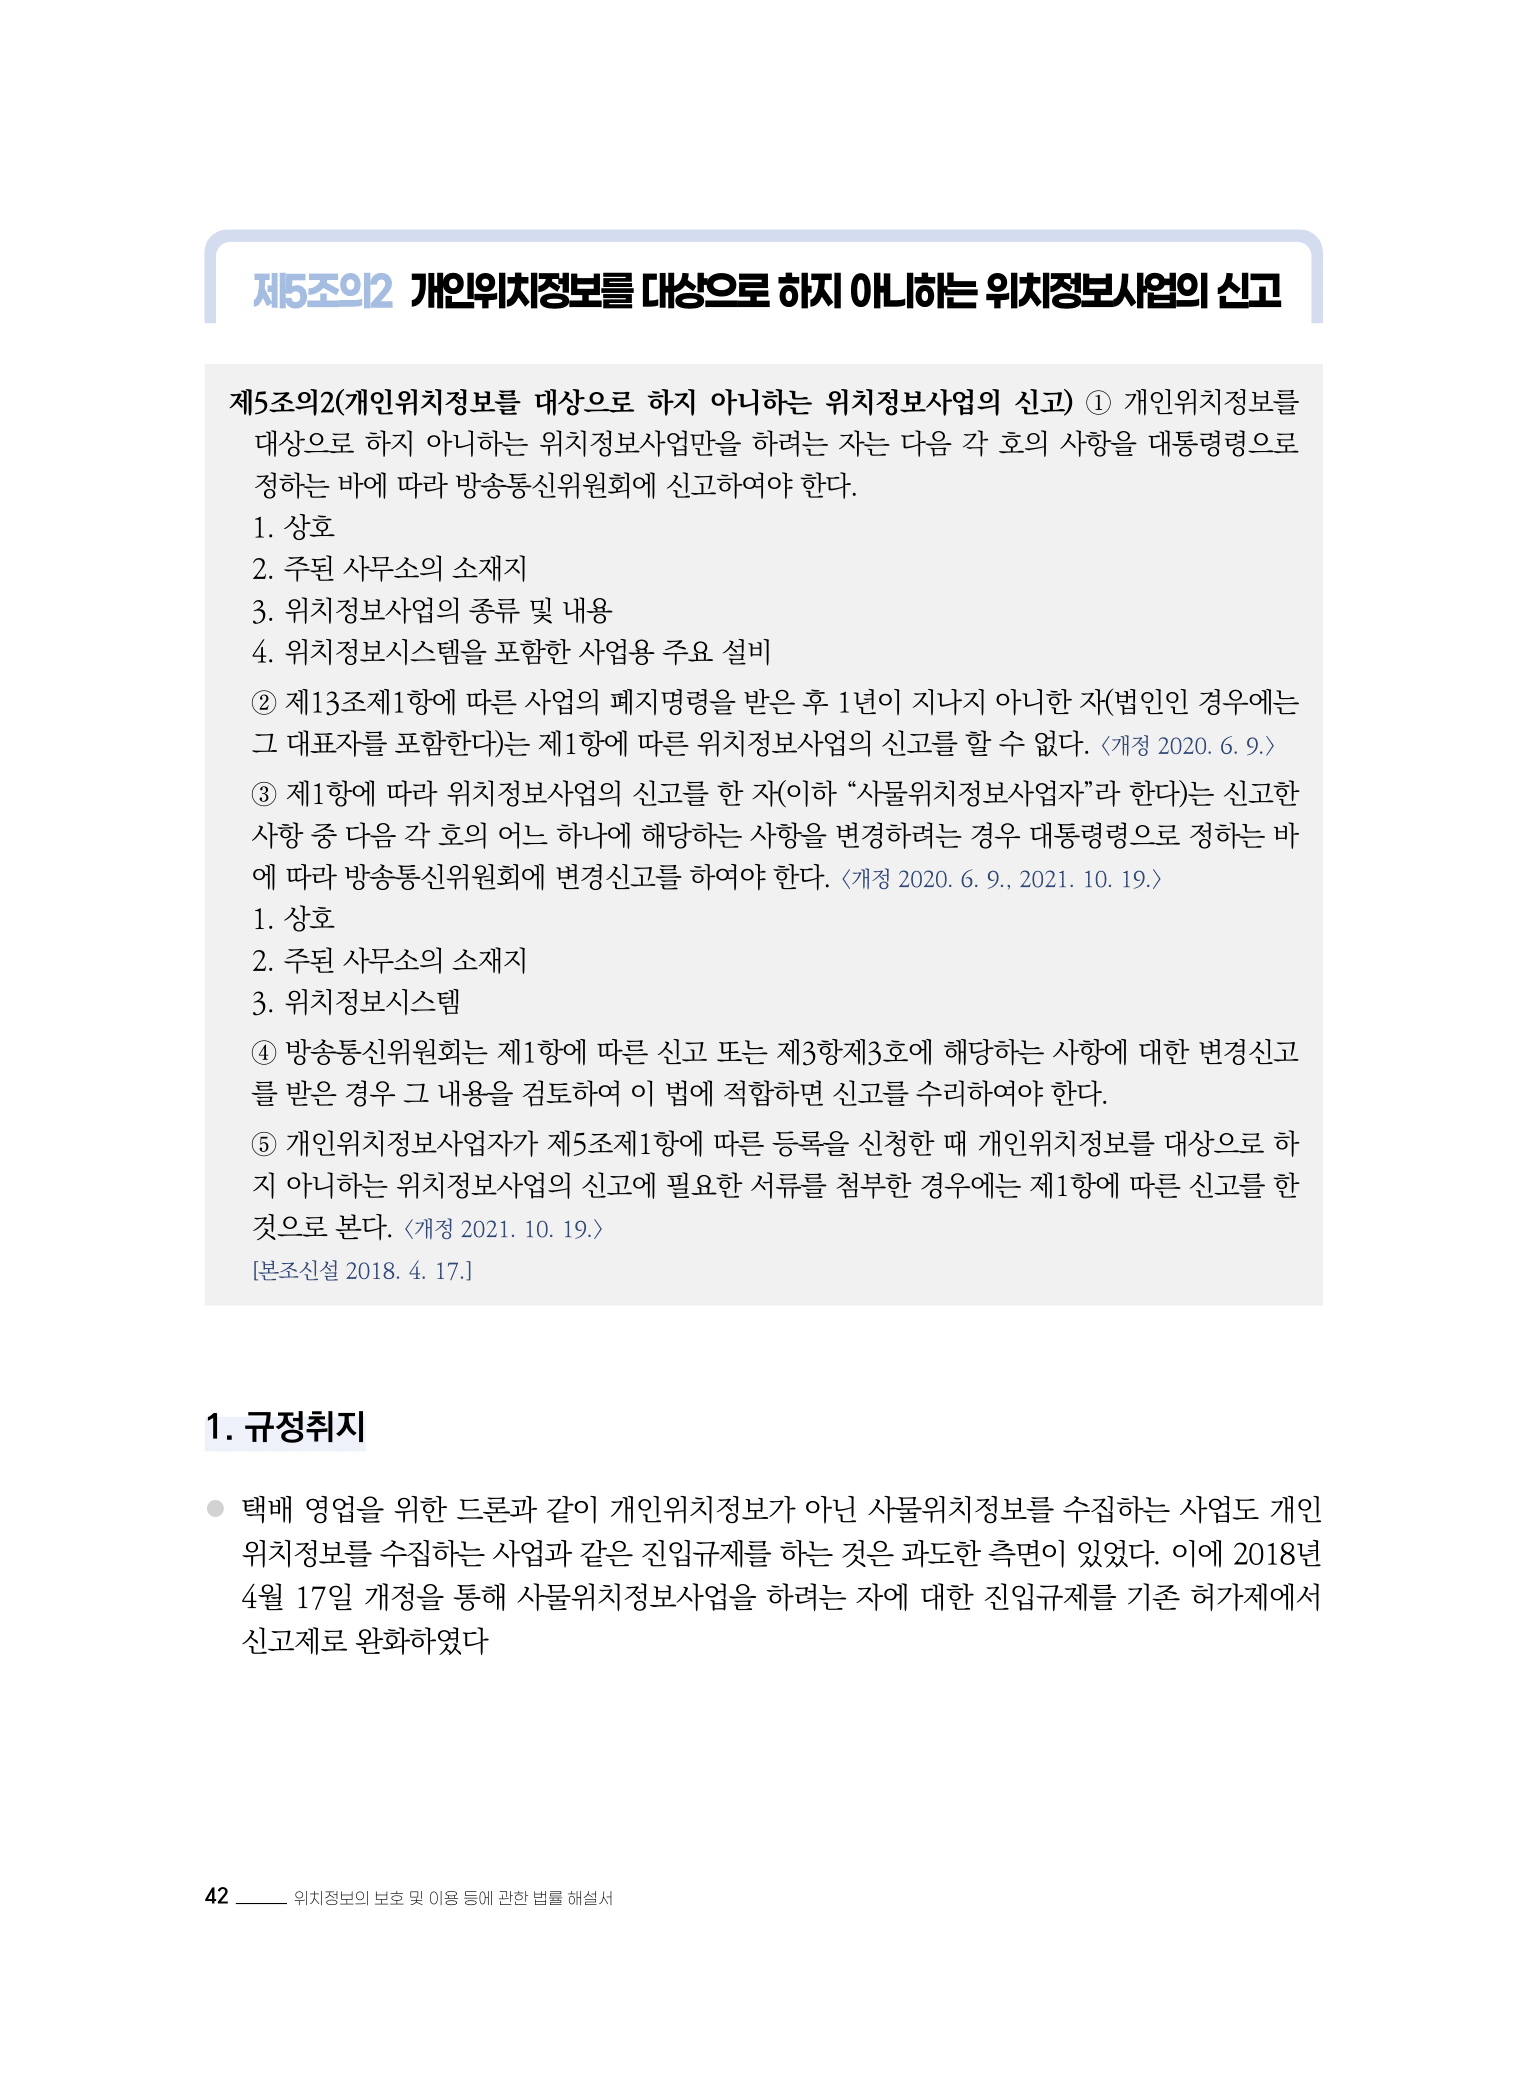 제5조의2 개인위치정보를 대상으로 하지 아니하는 위치정보사업의 신고
제5조의2(개인위치정보를 대상으로 하지 아니하는 위치정보사업의 신고) ① 개인위치정보를
대상으로 하지 아니하는 위치정보사업만을 하려는 자는 다음 각 호의 사항을 대통령령으로
정하는 바에 따라 방송통신위원회에 신고하여야 한다.
1. 상호
2. 주된 사무소의 소재지
3. 위치정보사업의 종류 및 내용
4. 위치정보시스템을 포함한 사업용 주요 설비
② 제13조제1항에 따른 사업의 폐지명령을 받은 후 1년이 지나지 아니한 자(법인인 경우에는
그 대표자를 포함한다)는 제1항에 따른 위치정보사업의 신고를 할 수 없다. 〈개정 2020. 6. 9.〉
③ 제1항에 따라 위치정보사업의 신고를 한 자(이하 “사물위치정보사업자”라 한다)는 신고한
사항 중 다음 각 호의 어느 하나에 해당하는 사항을 변경하려는 경우 대통령령으로 정하는 바
에 따라 방송통신위원회에 변경신고를 하여야 한다. 〈개정 2020. 6. 9., 2021. 10. 19.〉
1. 상호
2. 주된 사무소의 소재지
3. 위치정보시스템
④ 방송통신위원회는 제1항에 따른 신고 또는 제3항제3호에 해당하는 사항에 대한 변경신고
를 받은 경우 그 내용을 검토하여 이 법에 적합하면 신고를 수리하여야 한다.
⑤ 개인위치정보사업자가 제5조제1항에 따른 등록을 신청한 때 개인위치정보를 대상으로 하
지 아니하는 위치정보사업의 신고에 필요한 서류를 첨부한 경우에는 제1항에 따른 신고를 한
것으로 본다. 〈개정 2021. 10. 19.〉
[본조신설 2018. 4. 17.]
1. 규정취지
● 택배 영업을 위한 드론과 같이 개인위치정보가 아닌 사물위치정보를 수집하는 사업도 개인
위치정보를 수집하는 사업과 같은 진입규제를 하는 것은 과도한 측면이 있었다. 이에 2018년
4월 17일 개정을 통해 사물위치정보사업을 하려는 자에 대한 진입규제를 기존 허가제에서
신고제로 완화하였다
42 위치정보의 보호 및 이용 등에 관한 법률 해설서